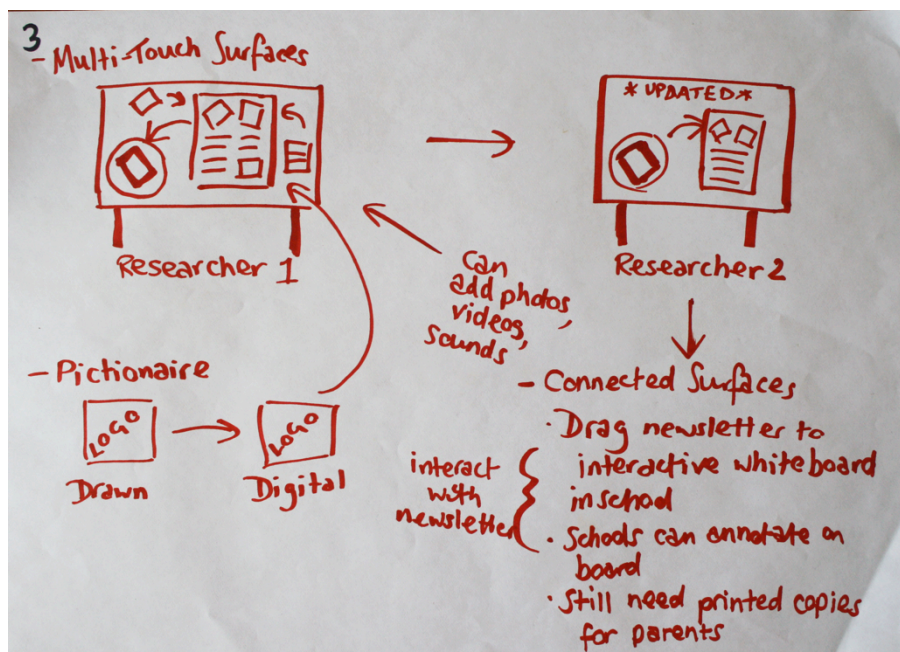 3
- Multi-Touch Surfaces
* UPDATED *
Researcher 1
Researcher 2
can
add photos,
videos,
sounds
- Pictionaire
LOGO
LOGO
Drawn
Digital
- Connected Surfaces
· Drag newsletter to
interactive whiteboard
in school
· Schools can annotate on
board
· Still need printed copies
for parents
interact
with
newsletter